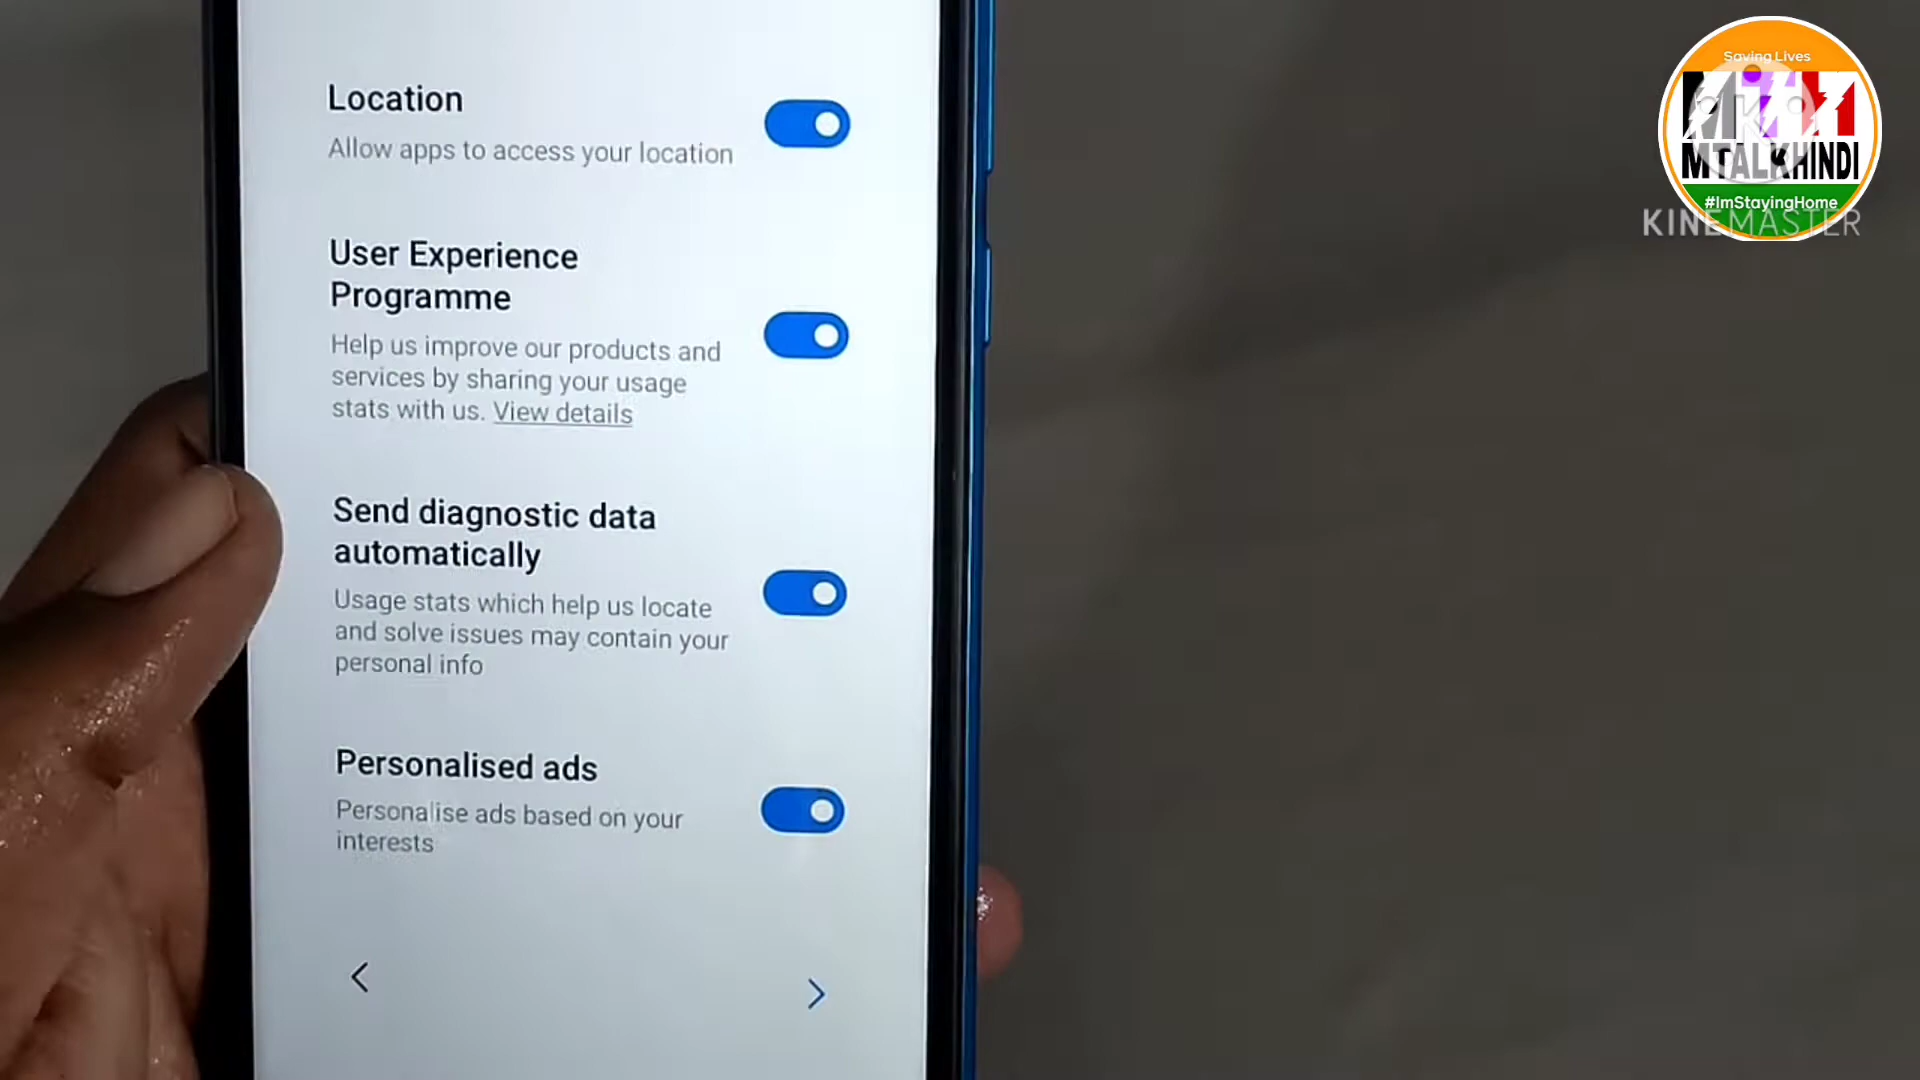 Location
Allow apps to access your location
User Experience
Programme
Help us improve our products and
services by sharing your usage
stats with us. View details
Send diagnostic data
automatically
Usage stats which help us locate
and solve issues may contain your
personal info
Personalised ads
Personalise ads based on your
interests
Saving Lives
MTALKHINDI
#ImStayingHome
KINEMASTER